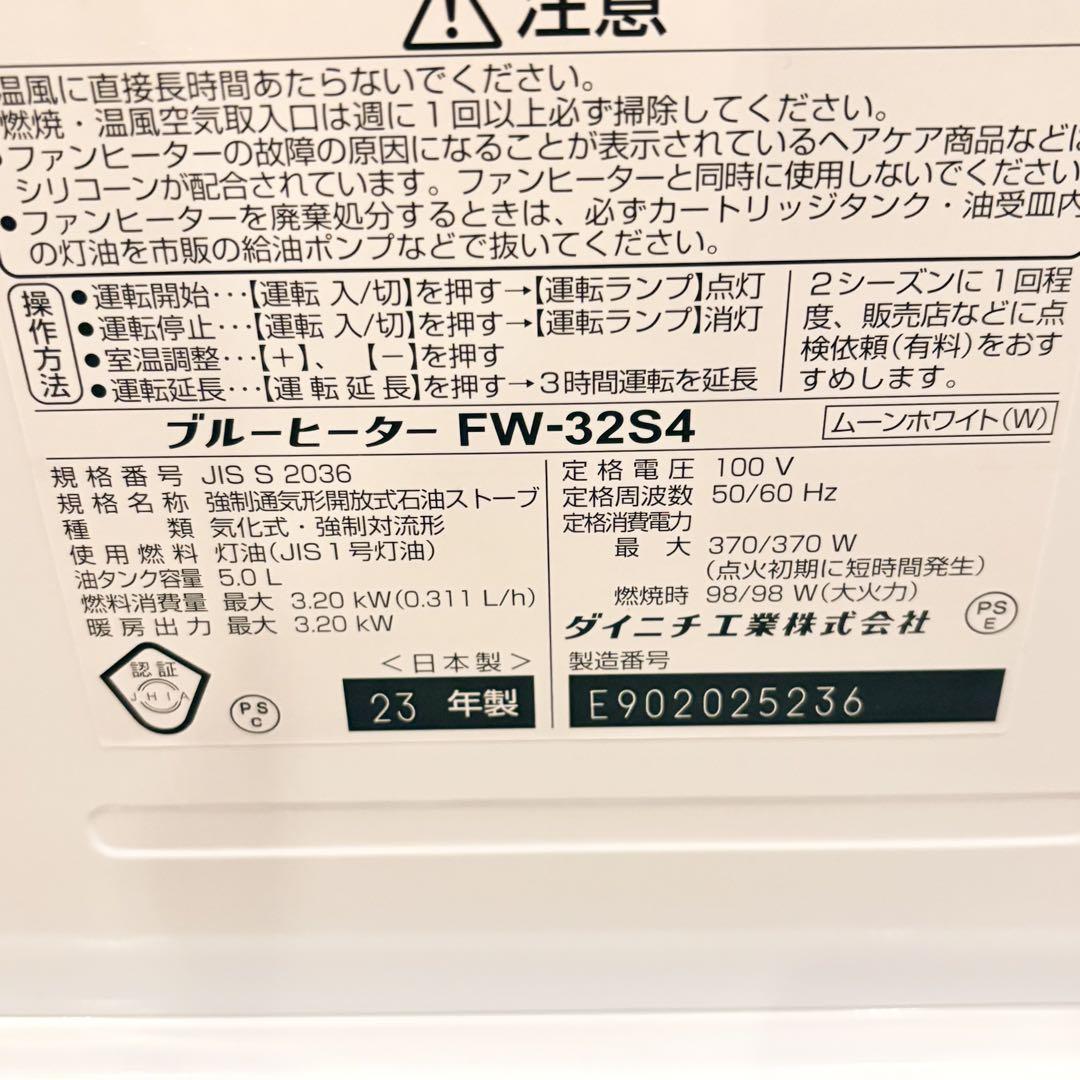 注意
温風に直接長時間あたらないでください。
燃焼・温風空気取入口は週に1回以上必ず掃除してください。
●ファンヒーターの故障の原因になることが表示されているヘアケア商品などに
シリコーンが配合されています。ファンヒーターと同時に使用しないでください
●ファンヒーターを廃棄処分するときは、必ずカートリッジタンク・油受皿内
の灯油を市販の給油ポンプなどで抜いてください。
操作方法
●運転開始…【運転 入/切】を押す→【運転ランプ】点灯
●運転停止…【運転 入/切】を押す→【運転ランプ】消灯
●室温調整…【+】、【−】を押す
●運転延長…【運転延長】を押す→3時間運転を延長
2シーズンに1回程
度、販売店などに点
検依頼(有料)をおす
すめします。
ブルーヒーター FW-32S4
ムーンホワイト(W)
規格番号 JIS S 2036
規格名称 強制通気形開放式石油ストーブ
種類 気化式・強制対流形
使用燃料 灯油(JIS1号灯油)
油タンク容量 5.0 L
燃料消費量 最大 3.20 kW(0.311 L/h)
暖房出力 最大 3.20 kW
認証
JHIA
PS
C
<日本製>
23 年製
定格電圧 100 V
定格周波数 50/60 Hz
定格消費電力
最大 370/370 W
(点火初期に短時間発生)
燃焼時 98/98 W(大火力)
ダイニチ工業株式会社
PS
E
製造番号
E902025236